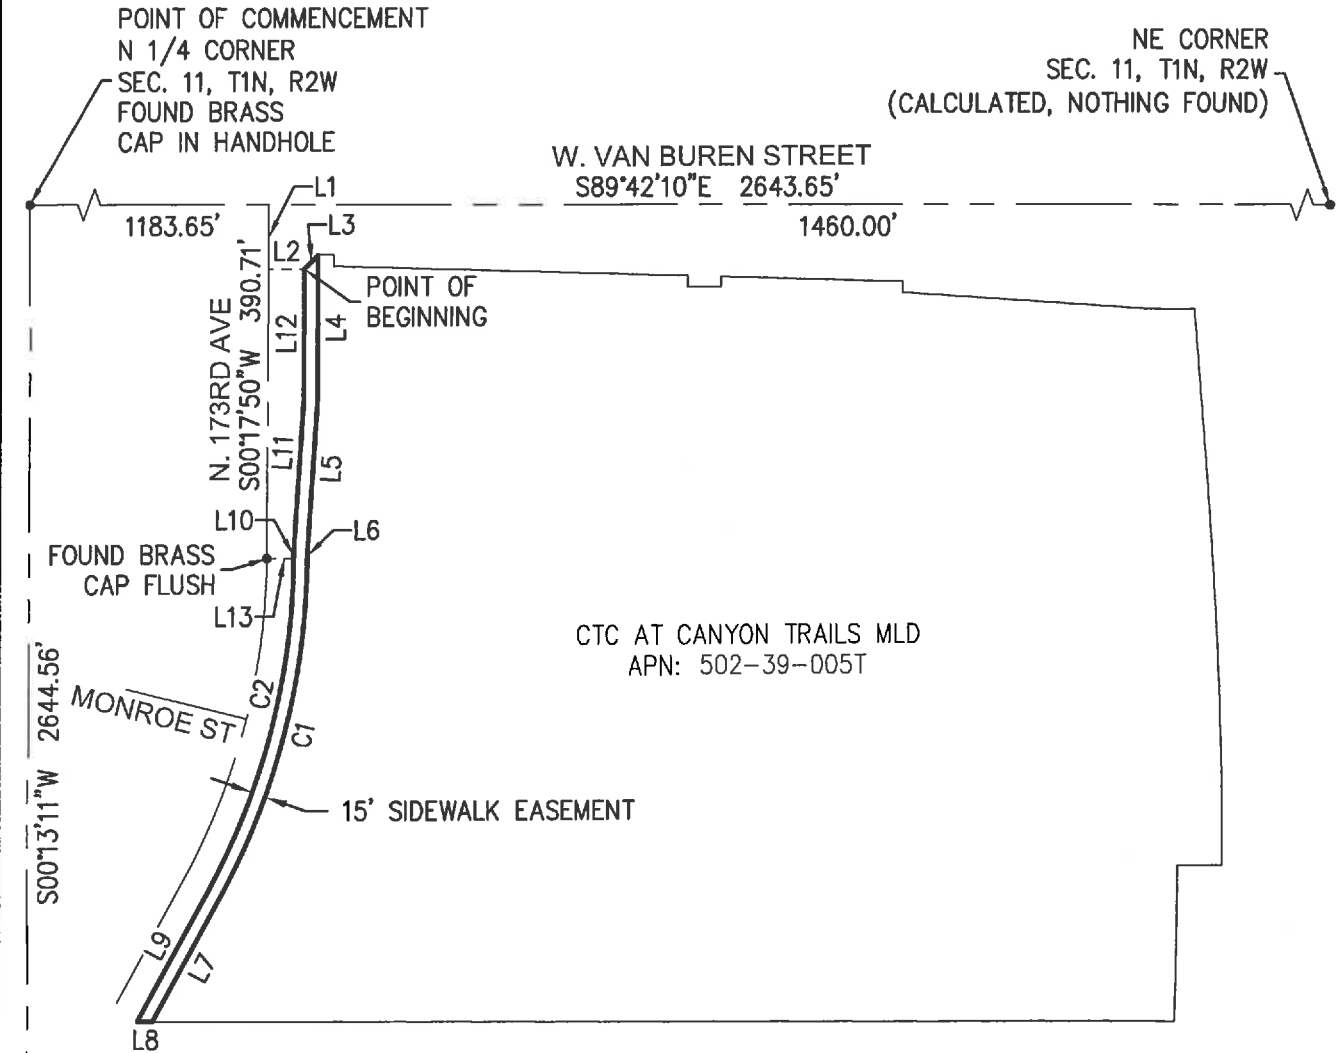 POINT OF COMMENCEMENT
N 1/4 CORNER
SEC. 11, T1N, R2W
FOUND BRASS
CAP IN HANDHOLE
NE CORNER
SEC. 11, T1N, R2W
(CALCULATED, NOTHING FOUND)
W. VAN BUREN STREET
S89°42'10"E 2643.65'
1183.65'
1460.00'
L1
L3
L2
POINT OF
BEGINNING
N. 173RD AVE
S00°17'50"W 390.71'
L12
L4
L11
L5
L10
L6
FOUND BRASS
CAP FLUSH
L13
CTC AT CANYON TRAILS MLD
APN: 502-39-005T
S00°13'11"W 2644.56'
MONROE ST
C2
C1
15' SIDEWALK EASEMENT
L9
L7
L8